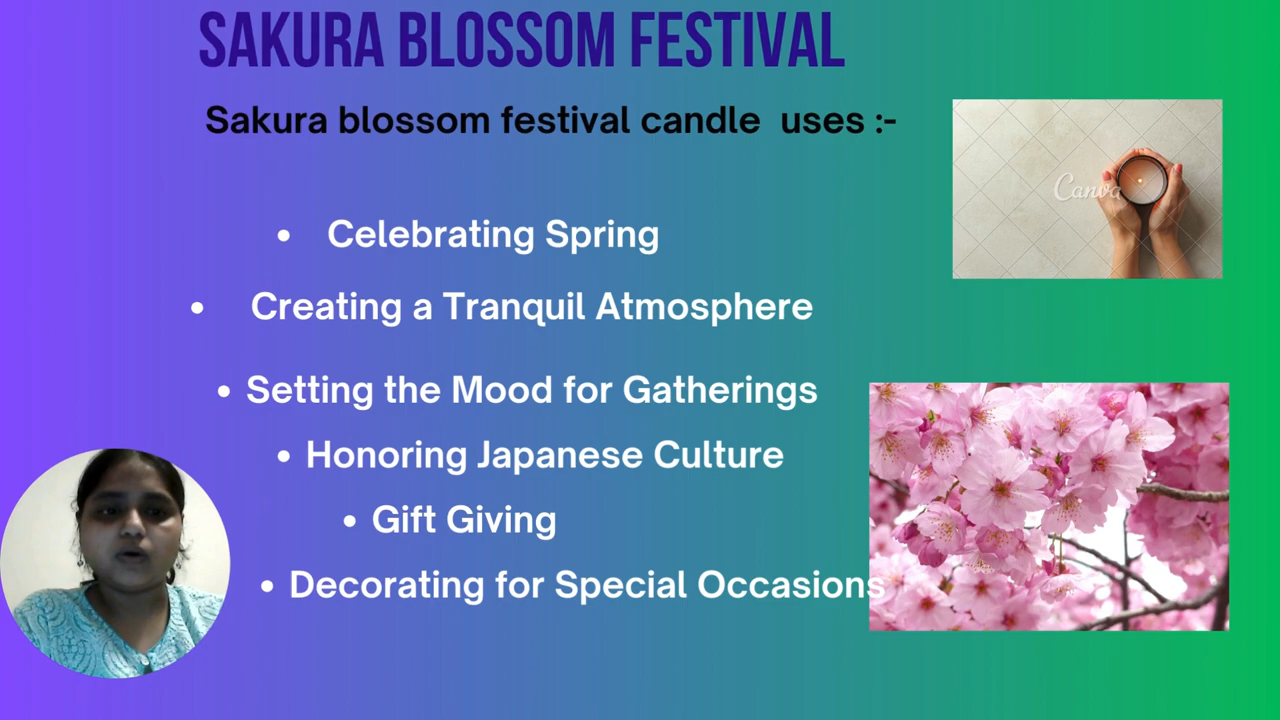 SAKURA BLOSSOM FESTIVAL
Sakura blossom festival candle uses :-
Canva
• Celebrating Spring
• Creating a Tranquil Atmosphere
• Setting the Mood for Gatherings
• Honoring Japanese Culture
• Gift Giving
• Decorating for Special Occasions